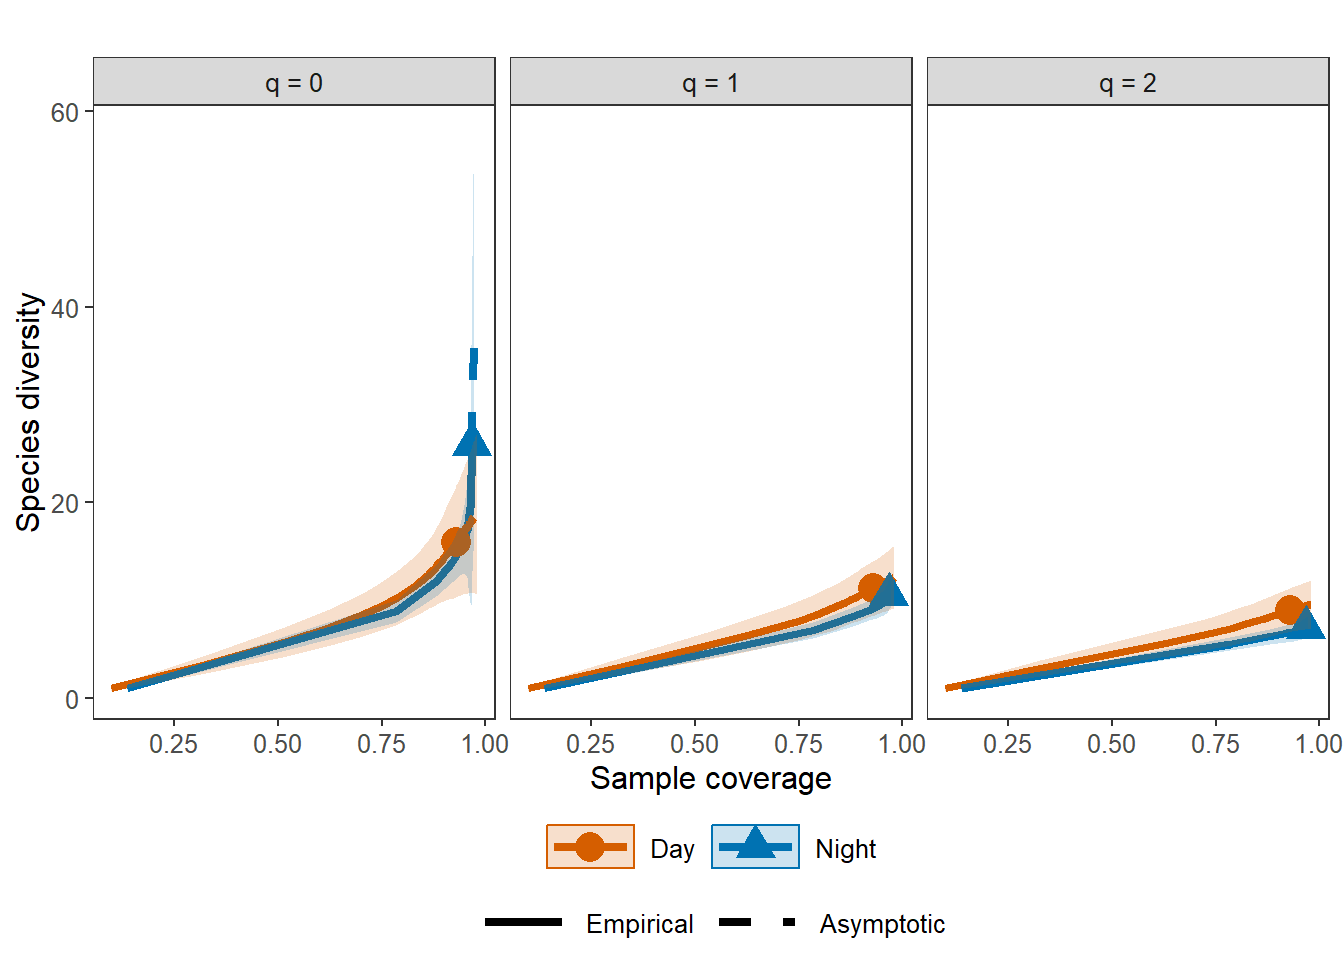 q = 0 q = 1 q = 2
60
40
20
0
Species diversity
0.25 0.50 0.75 1.00 0.25 0.50 0.75 1.00 0.25 0.50 0.75 1.00
Sample coverage
Day Night
Empirical Asymptotic